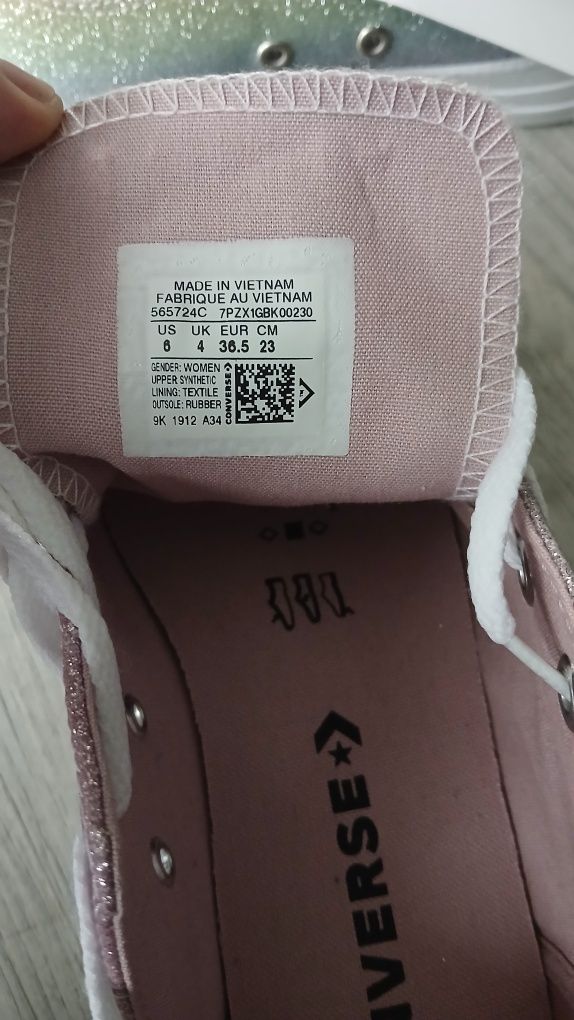 MADE IN VIETNAM
FABRIQUE AU VIETNAM
565724C 7PZX1GBK00230
US UK EUR CM
6 4 36.5 23
GENDER: WOMEN
UPPER: SYNTHETIC
LINING: TEXTILE
OUTSOLE: RUBBER
CONVERSE
9K 1912 A34
NVERSE